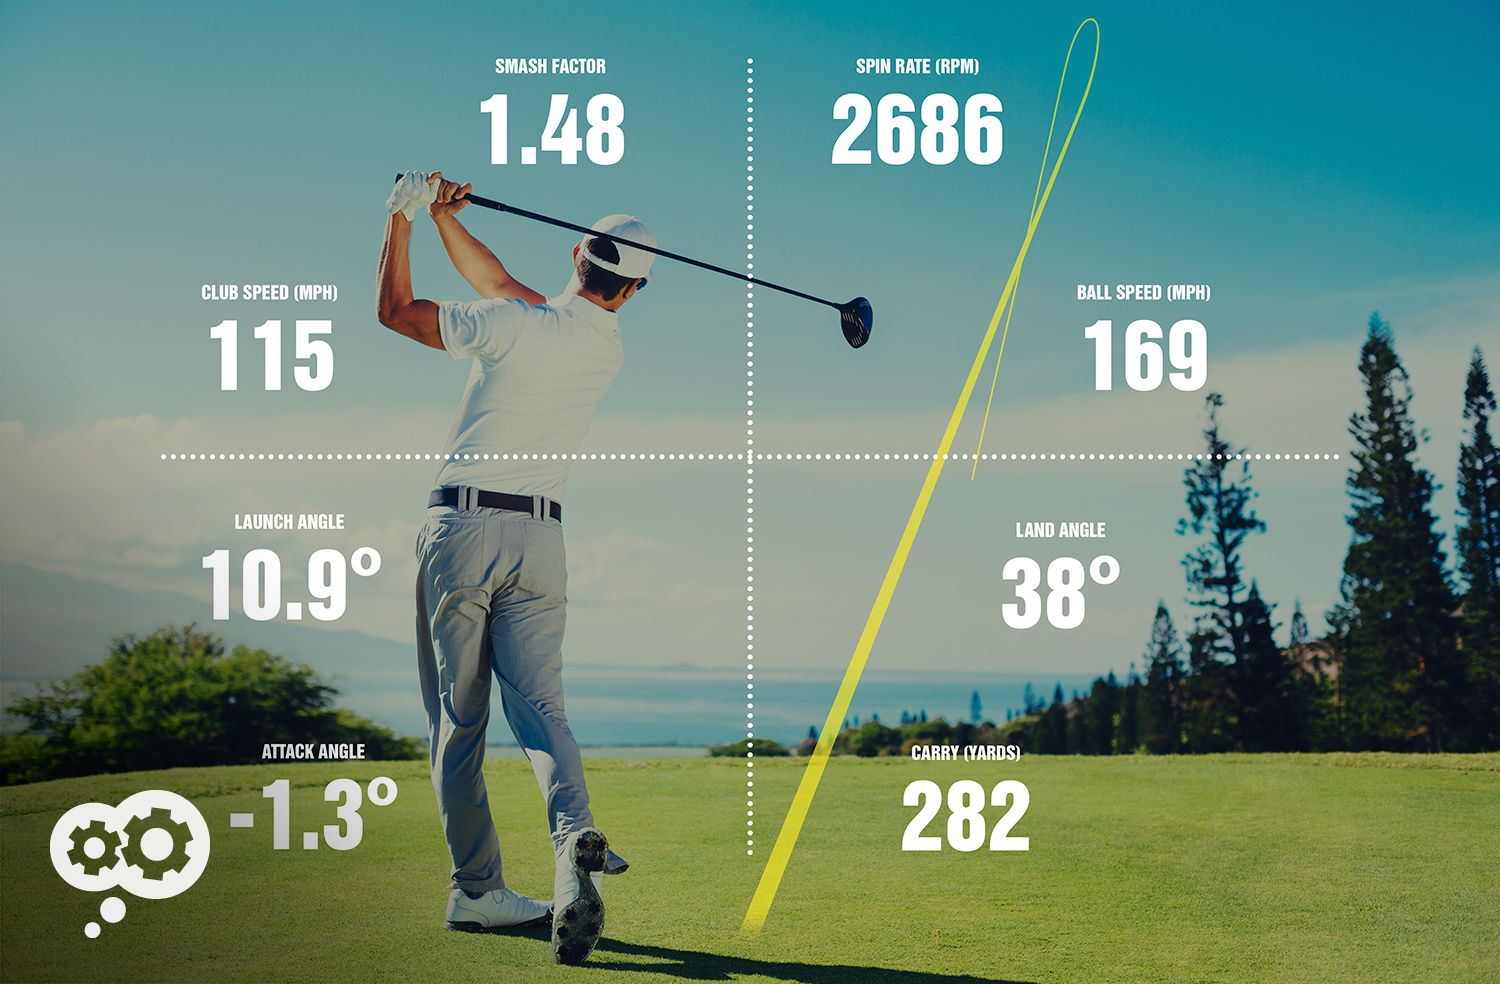 SMASH FACTOR
1.48
SPIN RATE (RPM)
2686
CLUB SPEED (MPH)
115
BALL SPEED (MPH)
169
LAUNCH ANGLE
10.9°
LAND ANGLE
38°
ATTACK ANGLE
-1.3°
CARRY (YARDS)
282